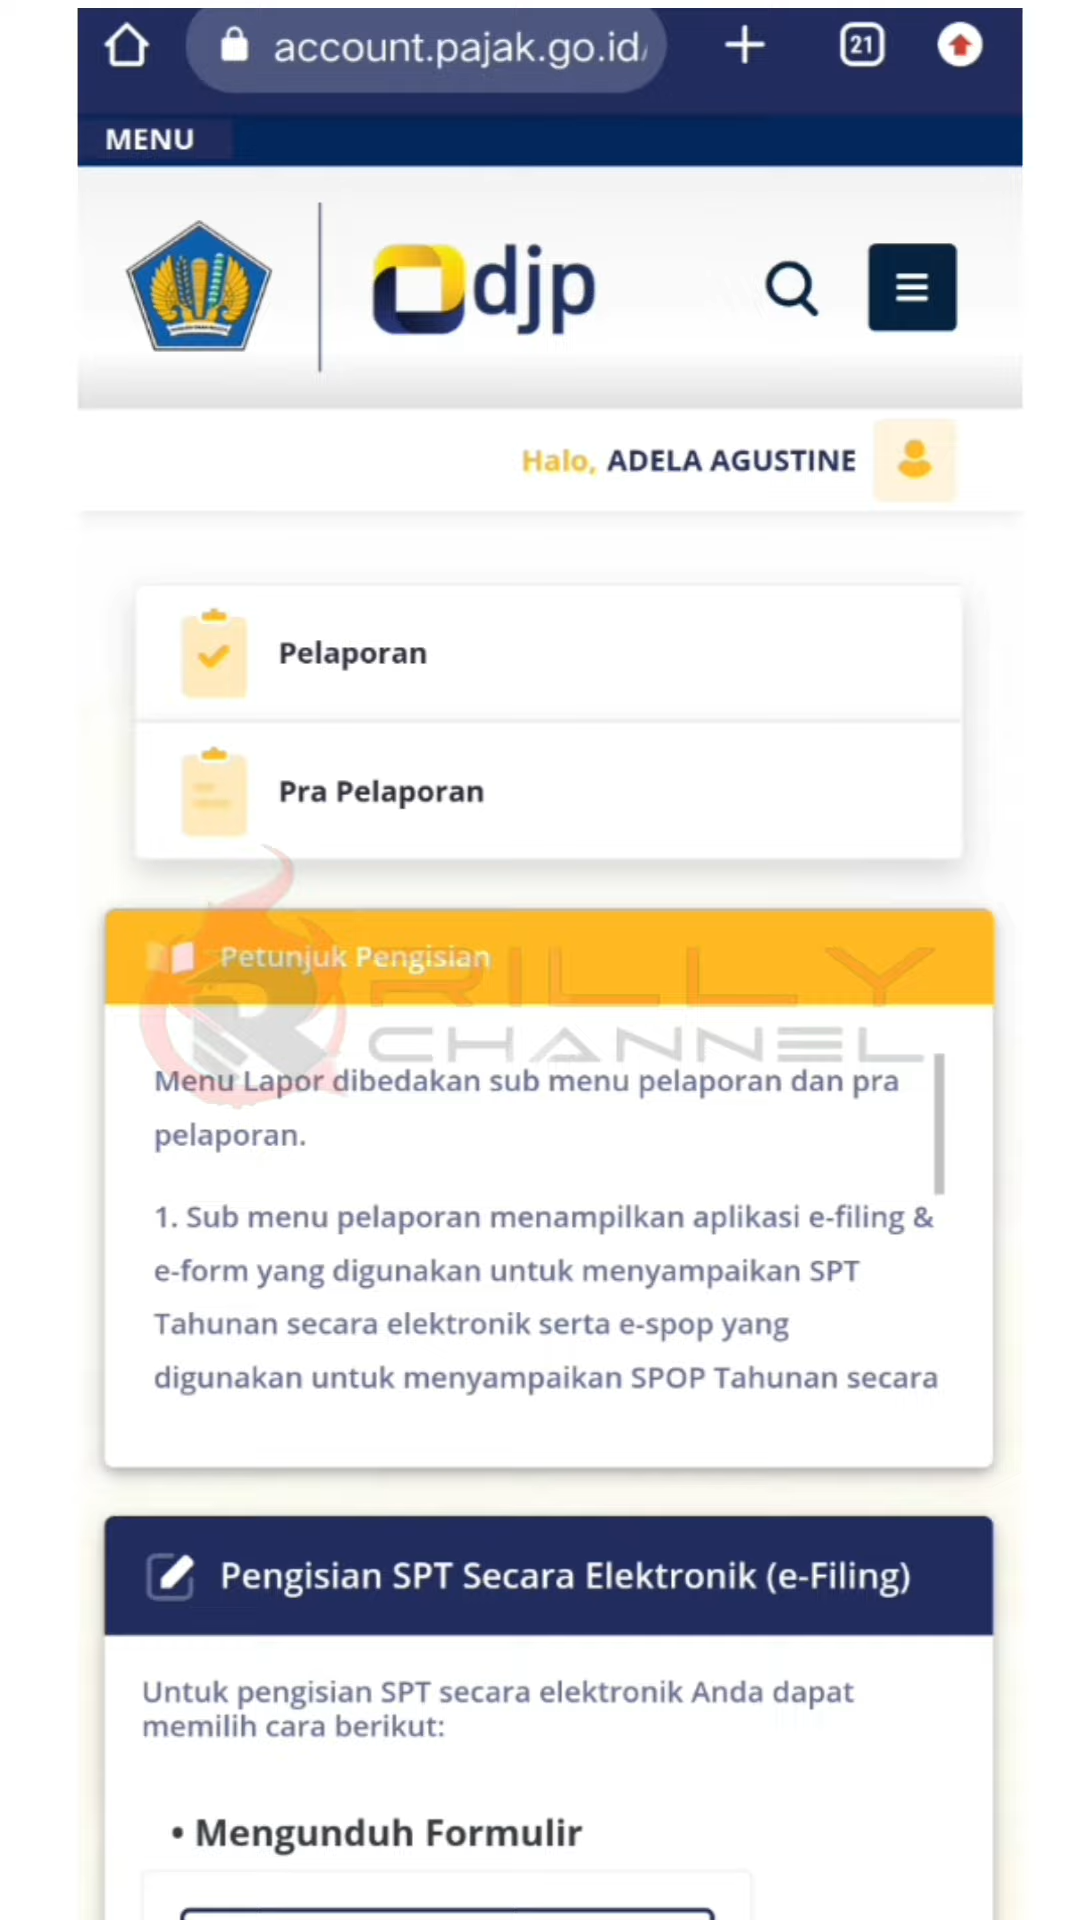 account.pajak.go.id/
21
MENU
djp
Halo, ADELA AGUSTINE
Pelaporan
Pra Pelaporan
Petunjuk Pengisian
RILLY
CHANNEL
Menu Lapor dibedakan sub menu pelaporan dan pra
pelaporan.
1. Sub menu pelaporan menampilkan aplikasi e-filing &
e-form yang digunakan untuk menyampaikan SPT
Tahunan secara elektronik serta e-spop yang
digunakan untuk menyampaikan SPOP Tahunan secara
Pengisian SPT Secara Elektronik (e-Filing)
Untuk pengisian SPT secara elektronik Anda dapat
memilih cara berikut:
• Mengunduh Formulir